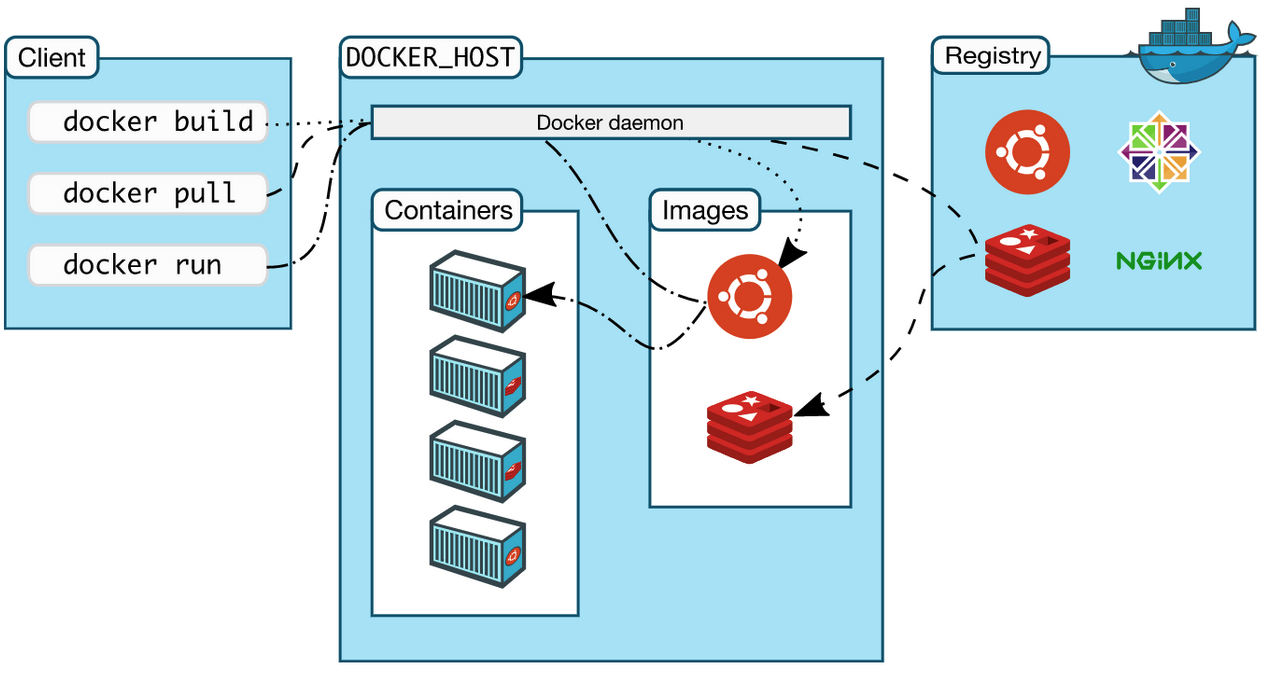 Client
docker build
docker pull
docker run
DOCKER_HOST
Docker daemon
Containers
Images
Registry
NGINX